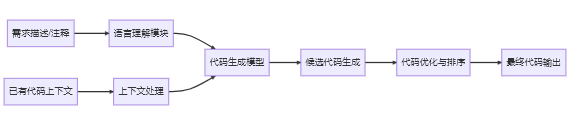 需求描述/注释
语言理解模块
已有代码上下文
上下文处理
代码生成模型
候选代码生成
代码优化与排序
最终代码输出